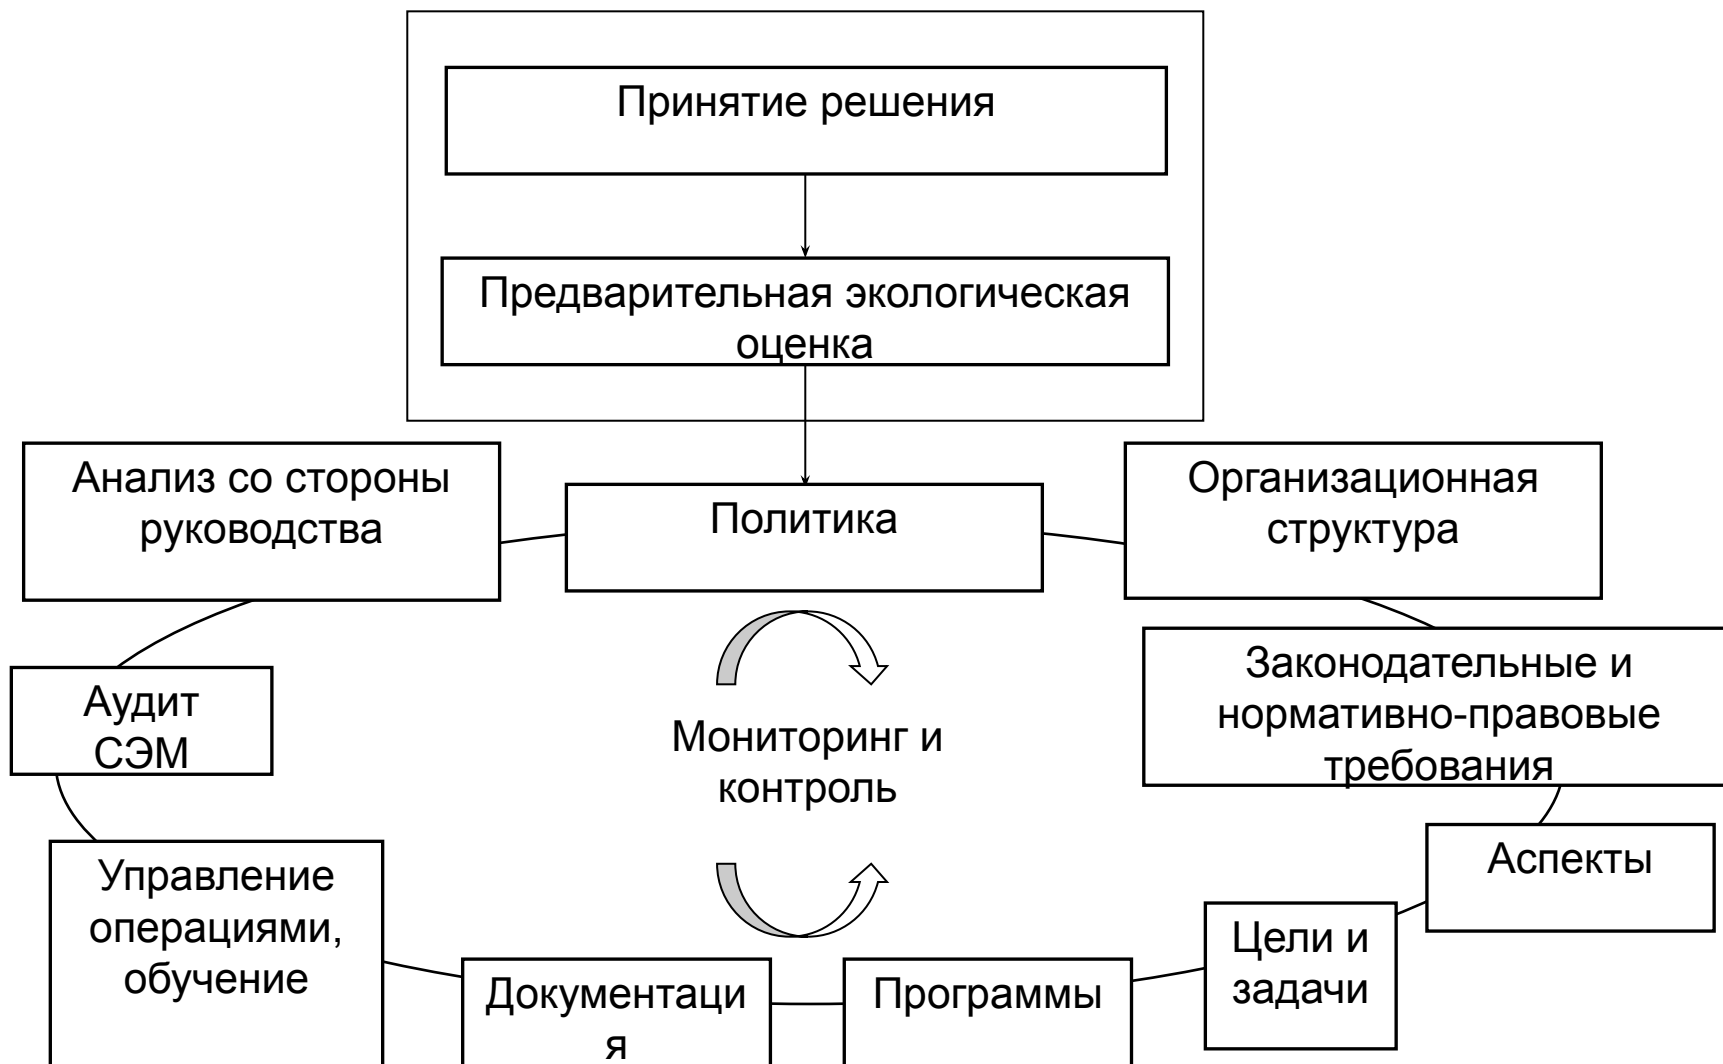 Принятие решения
Предварительная экологическая
оценка
Анализ со стороны
руководства
Политика
Организационная
структура
Аудит
СЭМ
Мониторинг и
контроль
Законодательные и
нормативно-правовые
требования
Управление
операциями,
обучение
Документаци
я
Программы
Цели и
задачи
Аспекты